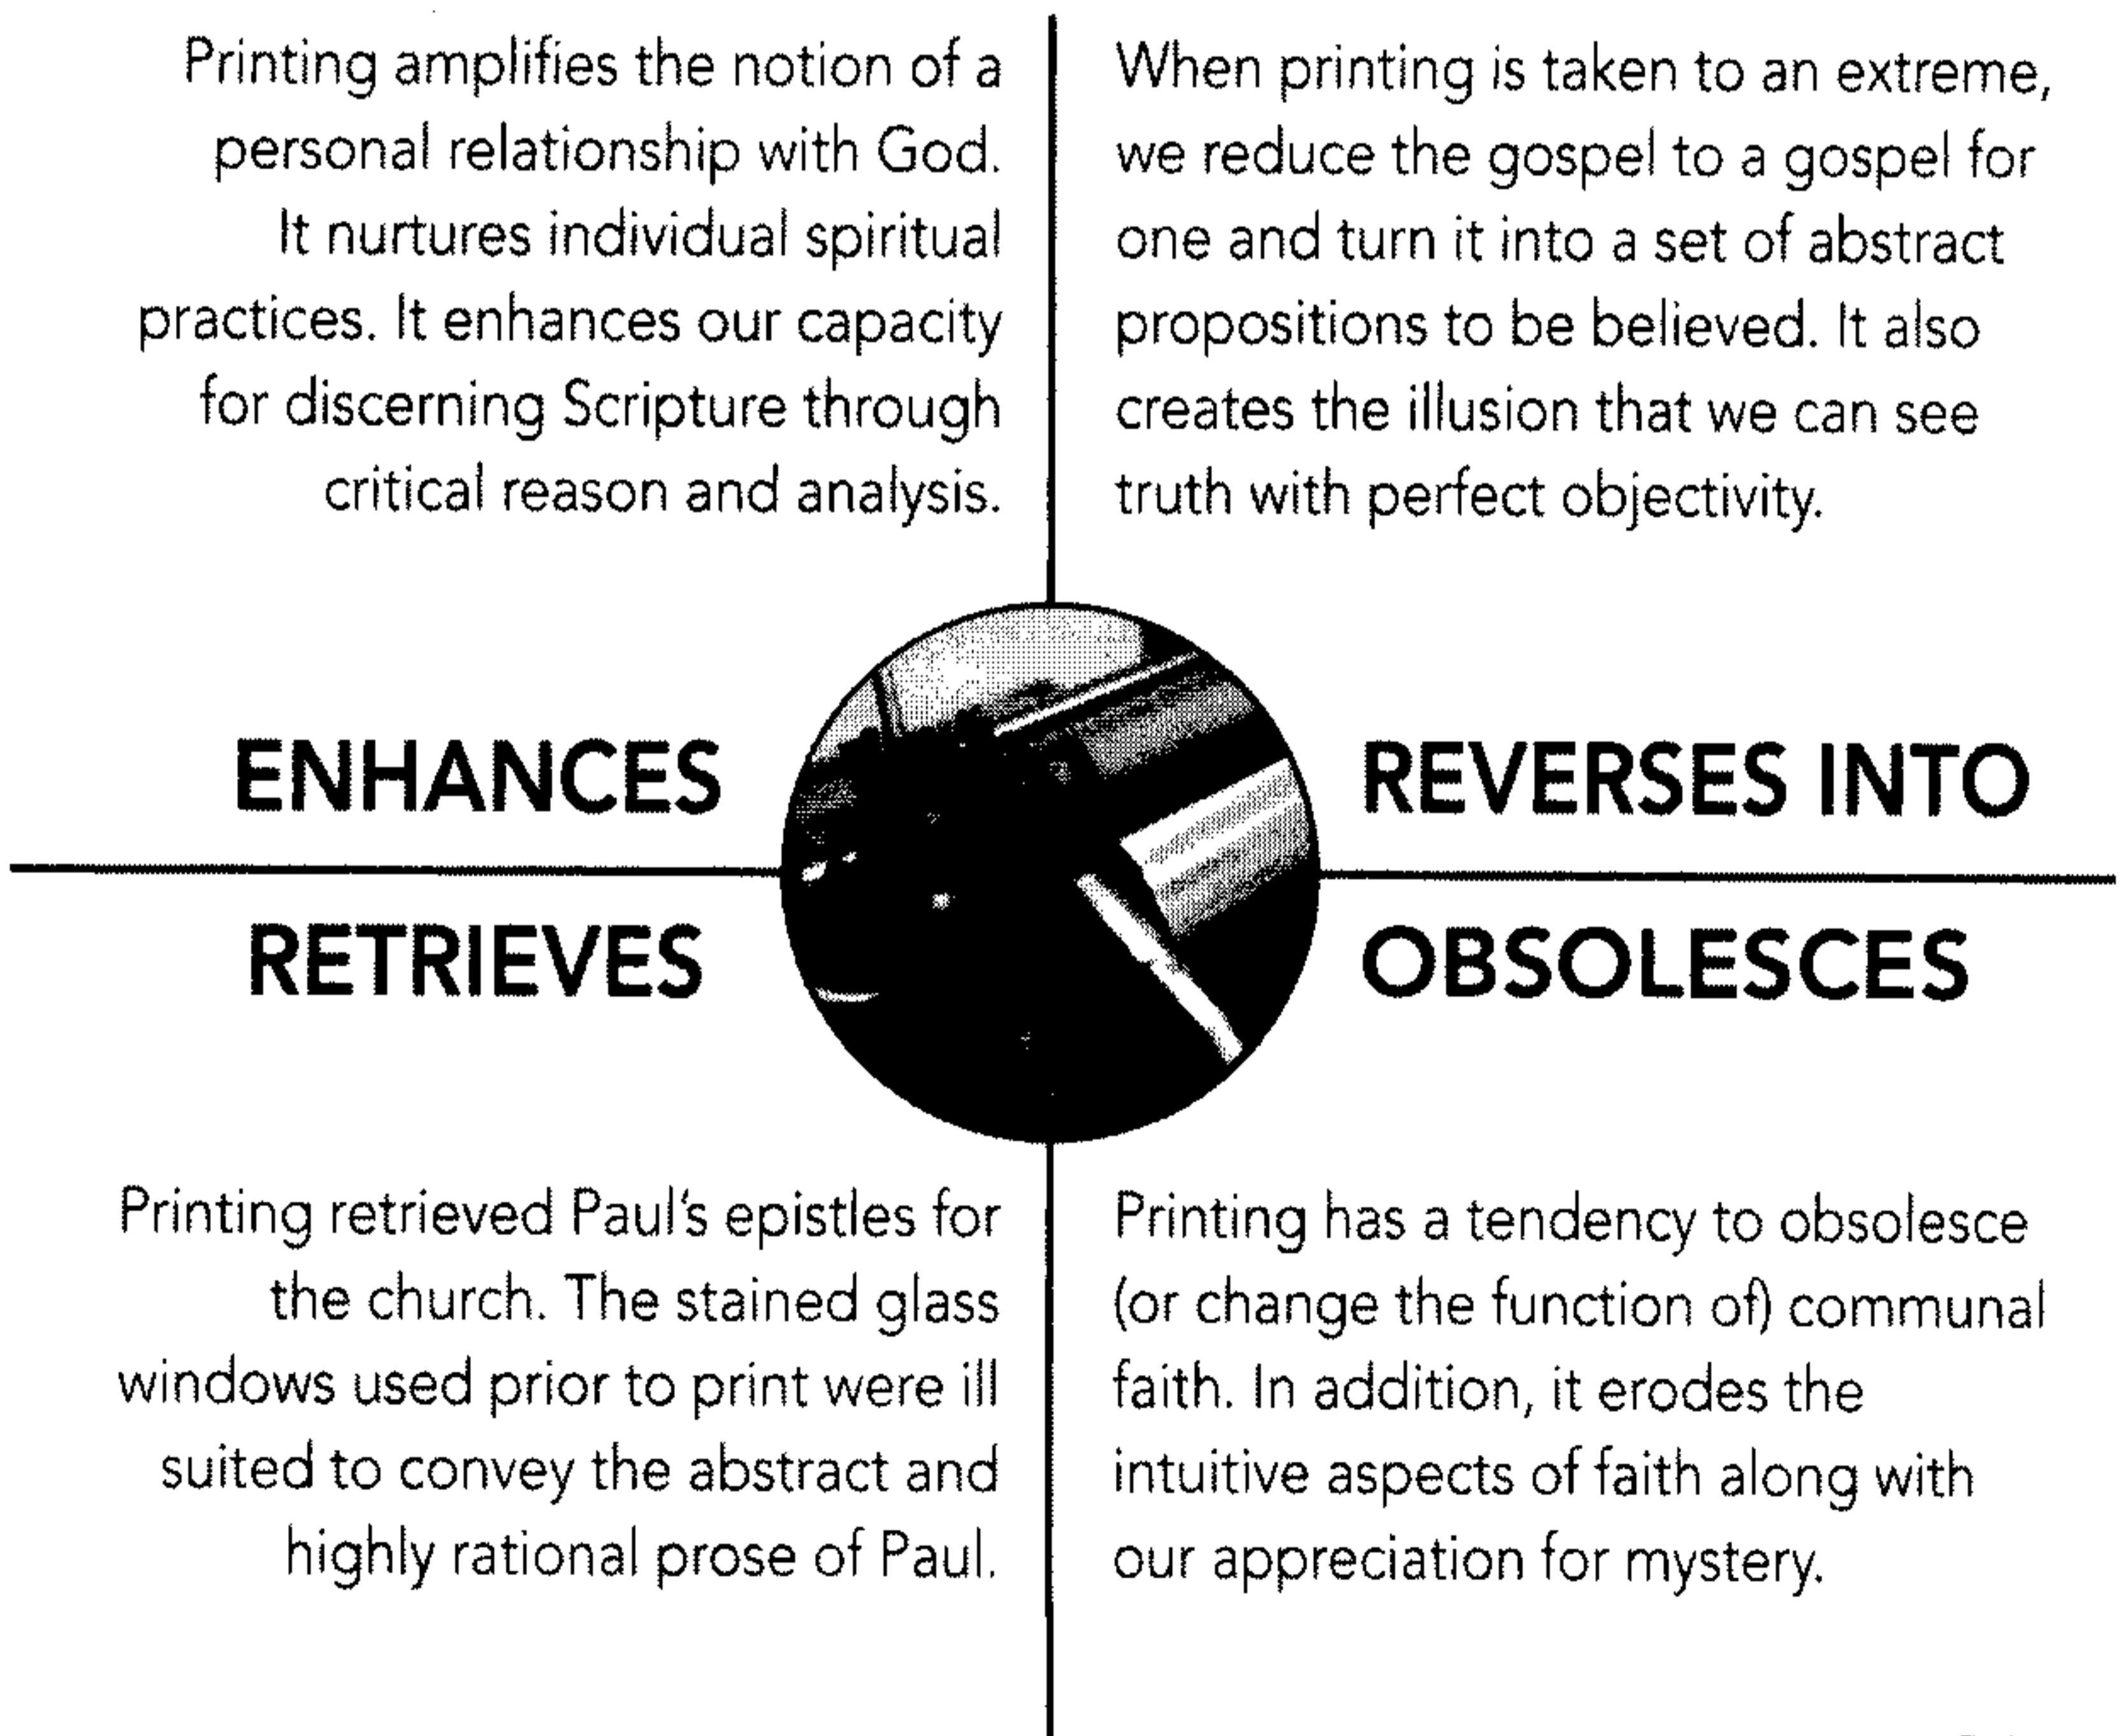 Printing amplifies the notion of a
personal relationship with God.
It nurtures individual spiritual
practices. It enhances our capacity
for discerning Scripture through
critical reason and analysis.
ENHANCES
When printing is taken to an extreme,
we reduce the gospel to a gospel for
one and turn it into a set of abstract
propositions to be believed. It also
creates the illusion that we can see
truth with perfect objectivity.
REVERSES INTO
RETRIEVES
Printing retrieved Paul's epistles for
the church. The stained glass
windows used prior to print were ill
suited to convey the abstract and
highly rational prose of Paul.
OBSOLESCES
Printing has a tendency to obsolesce
(or change the function of) communal
faith. In addition, it erodes the
intuitive aspects of faith along with
our appreciation for mystery.